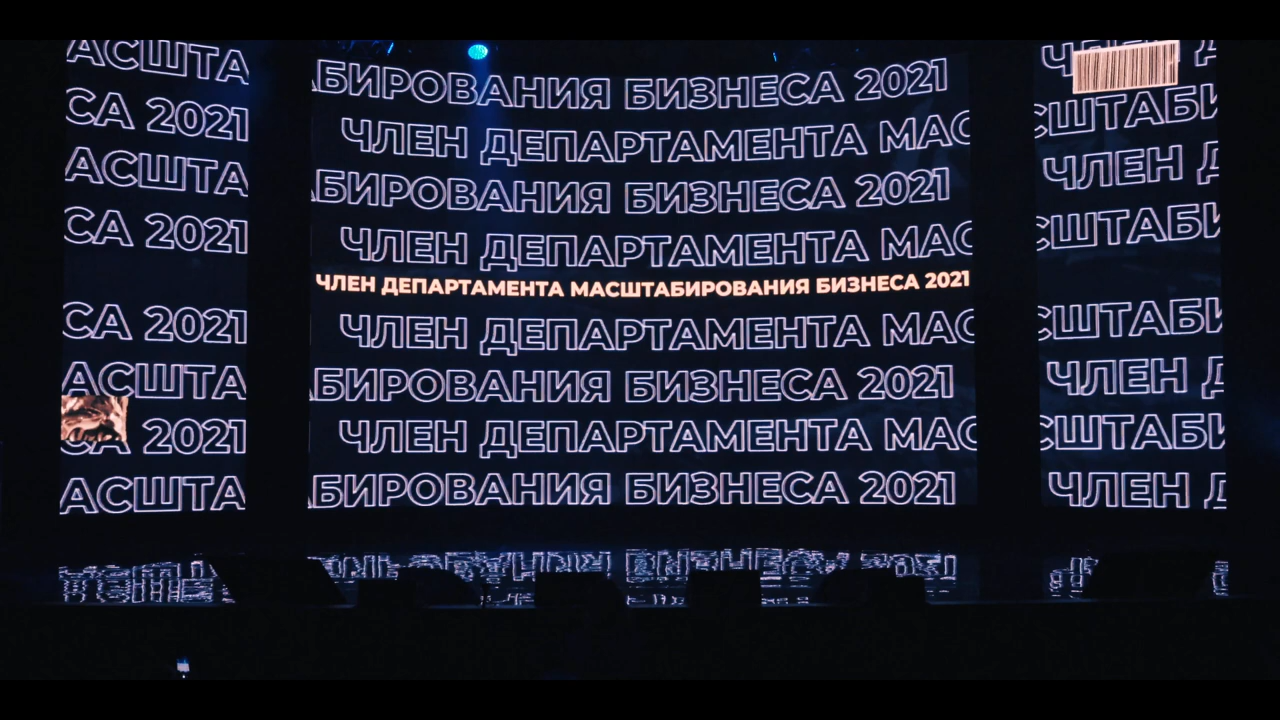 АСШТА
СА 2021
АСШТА
СА 2021
СА 2021
АСШТА
СА 2021
АСШТА
БИРОВАНИЯ БИЗНЕСА 2021
ЧЛЕН ДЕПАРТАМЕНТА МАС
БИРОВАНИЯ БИЗНЕСА 2021
ЧЛЕН ДЕПАРТАМЕНТА МАС
ЧЛЕН ДЕПАРТАМЕНТА МАСШТАБИРОВАНИЯ БИЗНЕСА 2021
ЧЛЕН ДЕПАРТАМЕНТА МАС
БИРОВАНИЯ БИЗНЕСА 2021
ЧЛЕН ДЕПАРТАМЕНТА МАС
АБИРОВАНИЯ БИЗНЕСА 2021
СШТАБИ
ЧЛЕН Д
СШТАБИ
СШТАБИ
ЧЛЕН Д
СШТАБИ
ЧЛЕН Д